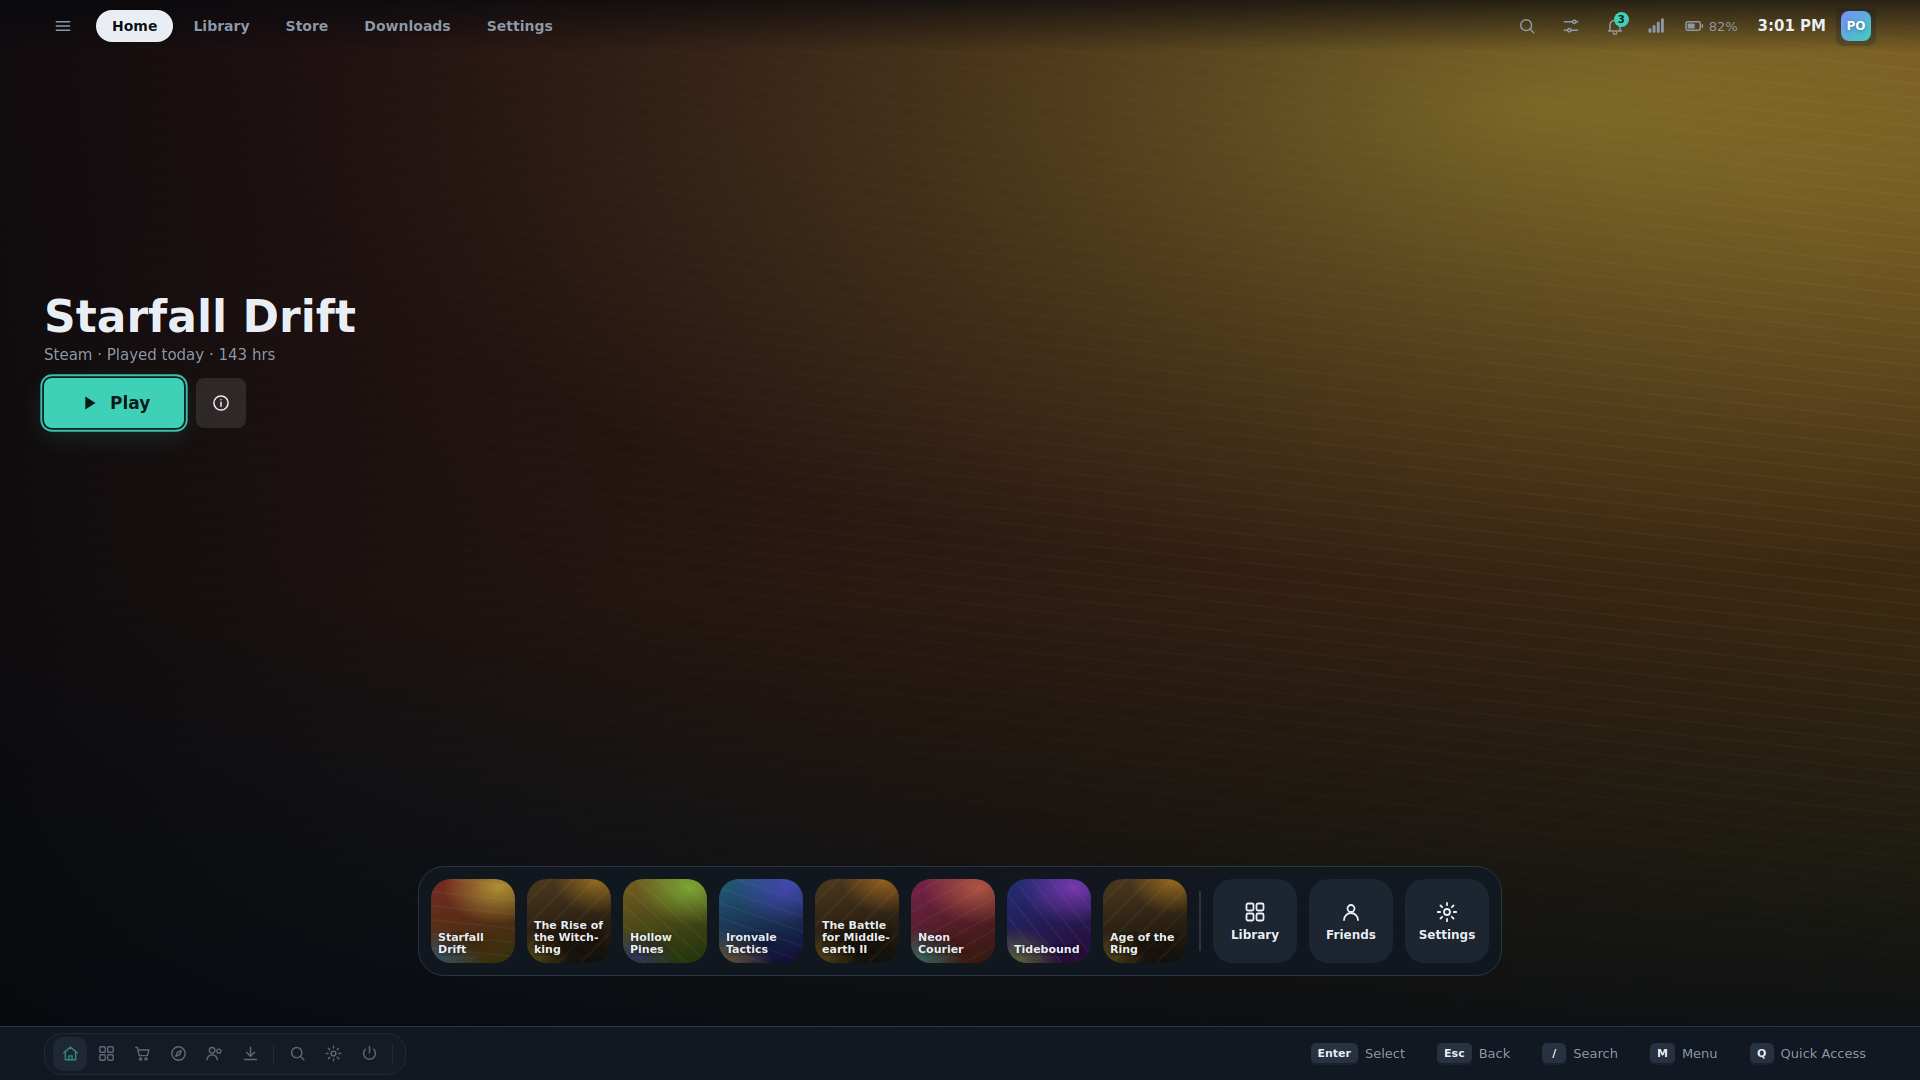 Home Library Store Downloads Settings
3
82%
3:01 PM
PO
Starfall Drift
Steam · Played today · 143 hrs
Play
Starfall
Drift
The Rise of
the Witch-
king
Hollow
Pines
Ironvale
Tactics
The Battle
for Middle-
earth II
Neon
Courier
Tidebound
Age of the
Ring
Library
Friends
Settings
Enter Select Esc Back / Search M Menu Q Quick Access